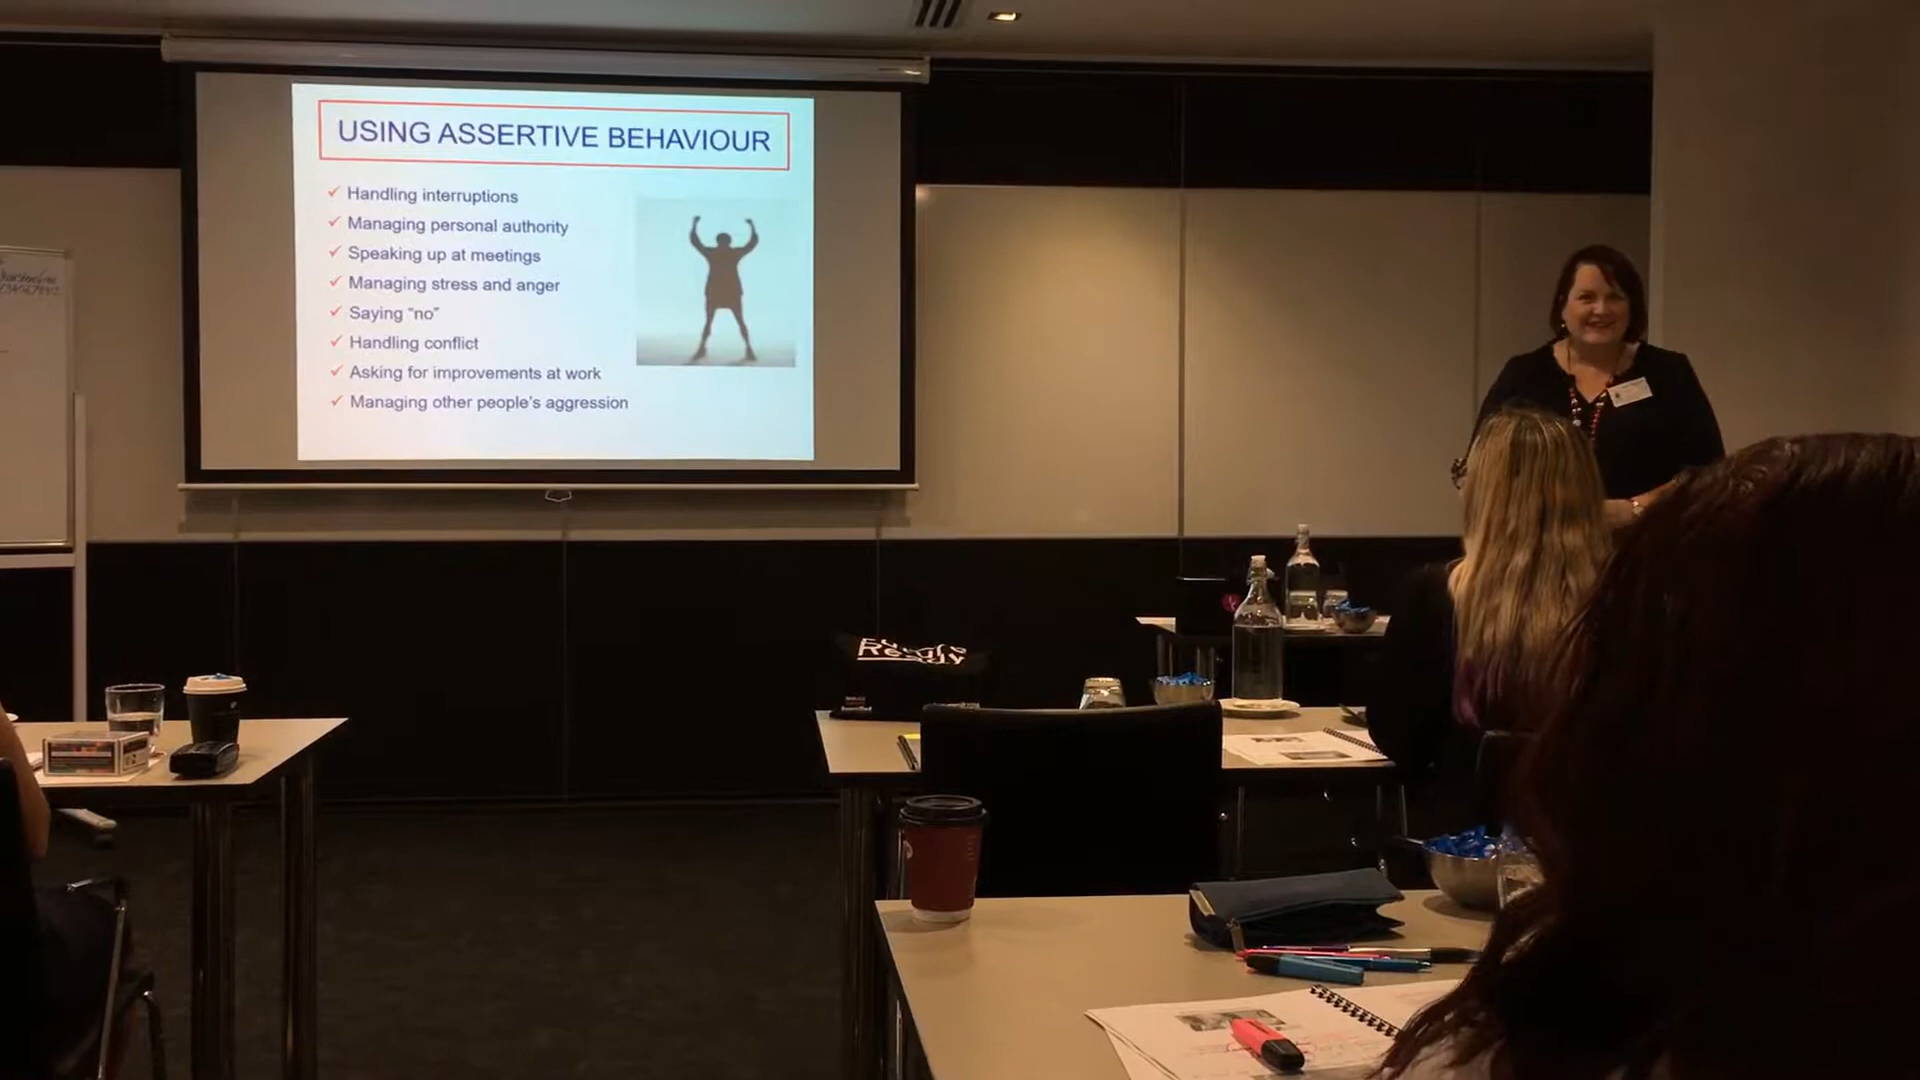 USING ASSERTIVE BEHAVIOUR
✓ Handling interruptions
✓ Managing personal authority
✓ Speaking up at meetings
✓ Managing stress and anger
✓ Saying “no”
✓ Handling conflict
✓ Asking for improvements at work
✓ Managing other people’s aggression
Ready